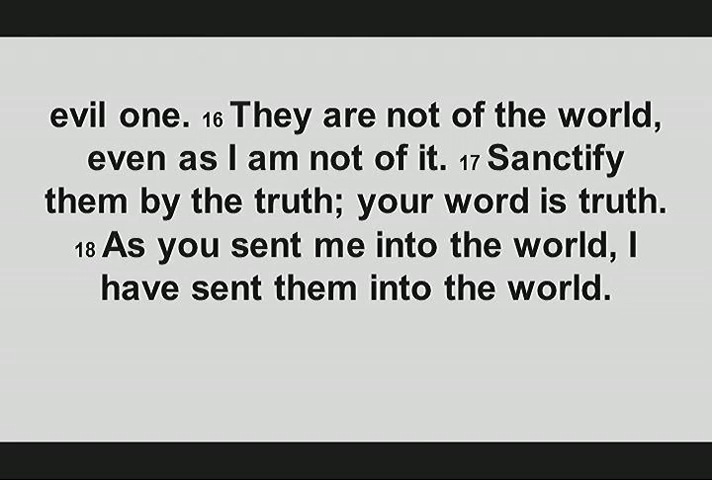 evil one. 16 They are not of the world,
even as I am not of it. 17 Sanctify
them by the truth; your word is truth.
18 As you sent me into the world, I
have sent them into the world.